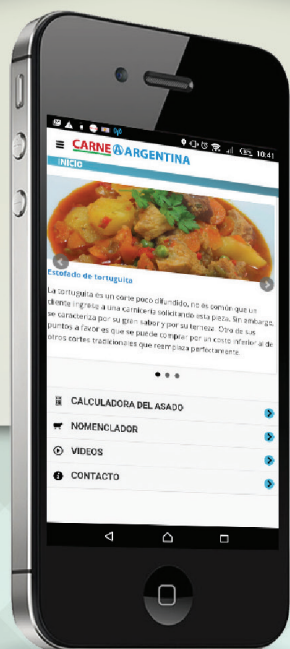 10:41
CARNE ARGENTINA
INICIO
Estofado de tortuguita
La tortuguita es un corte poco difundido, no es común que un
cliente ingrese a una carnicería solicitando esta pieza. Sin embargo,
se caracteriza por su gran sabor y por su terneza. Otro de sus
puntos a favor es que se puede comprar por un costo inferior al de
otros cortes tradicionales que reemplaza perfectamente.
CALCULADORA DEL ASADO
NOMENCLADOR
VIDEOS
CONTACTO